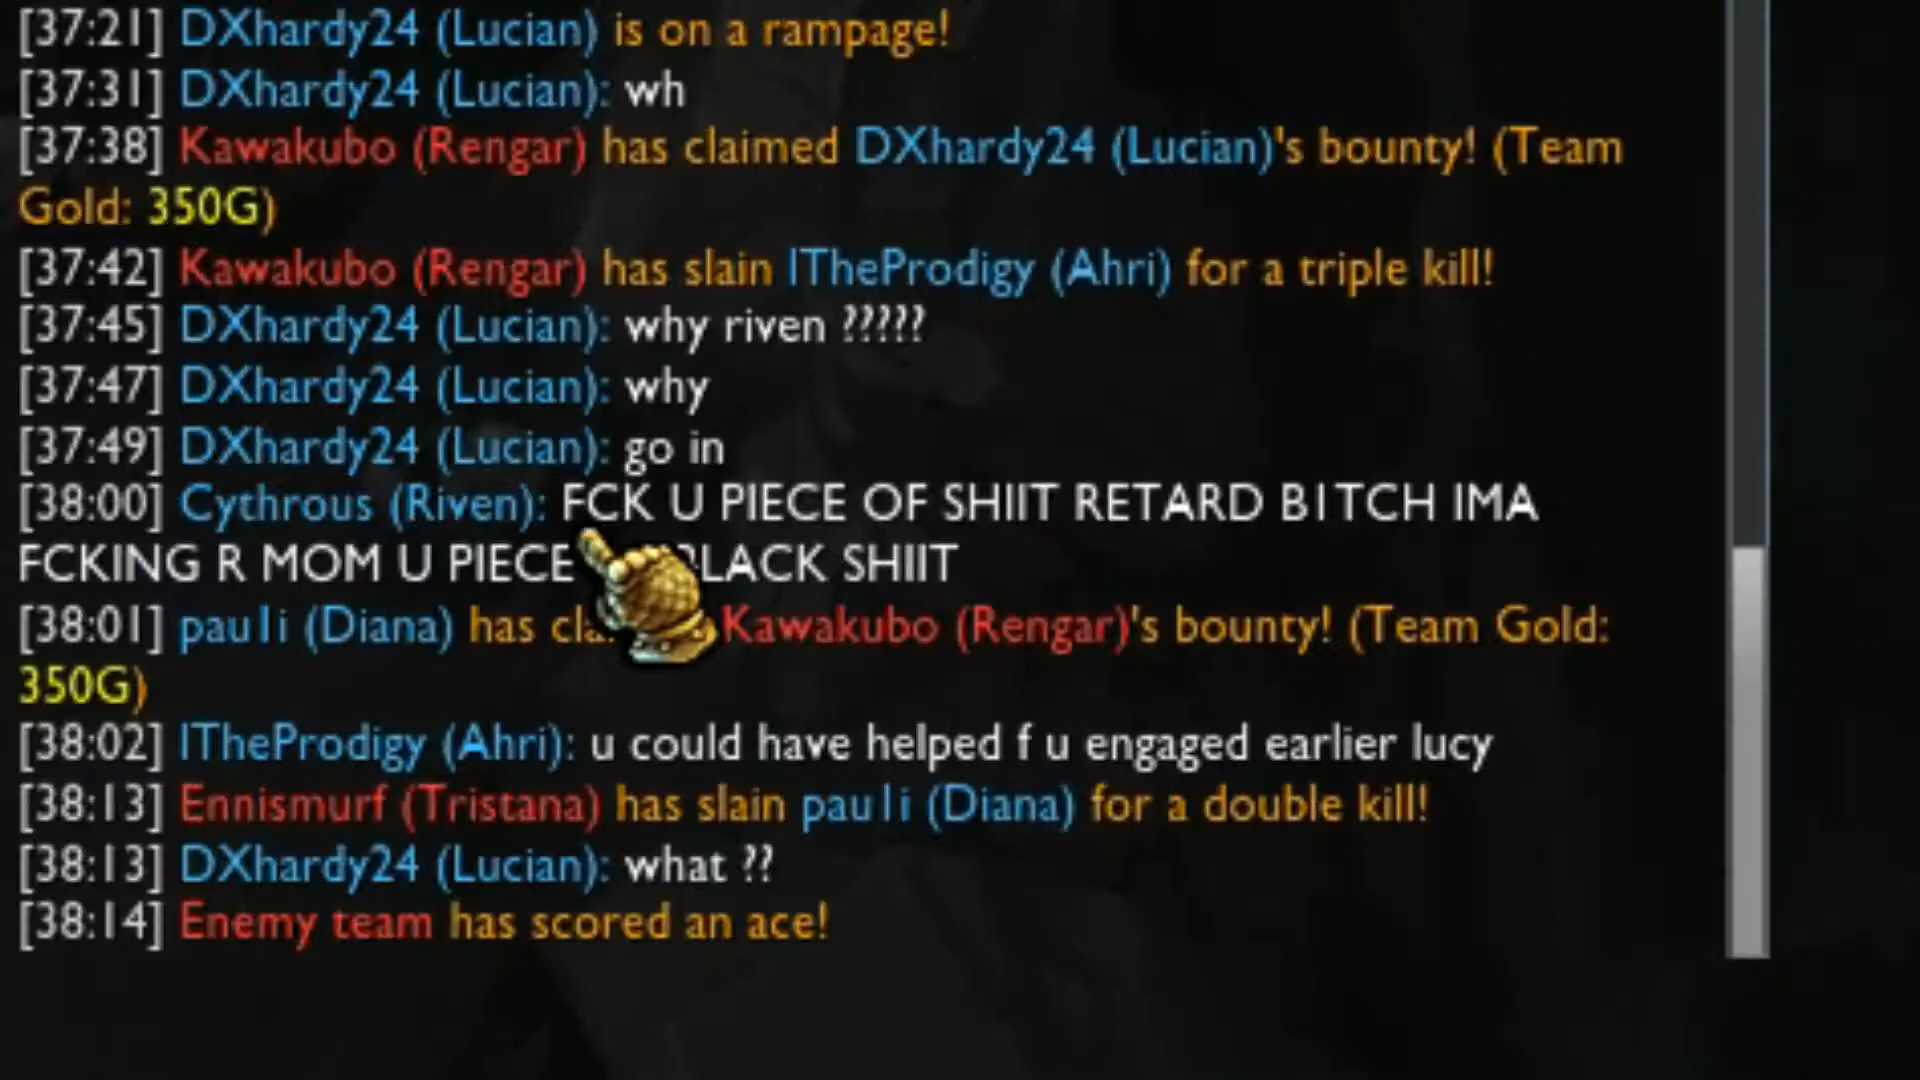 [37:21] DXhardy24 (Lucian) is on a rampage!
[37:31] DXhardy24 (Lucian): wh
[37:38] Kawakubo (Rengar) has claimed DXhardy24 (Lucian)'s bounty! (Team
Gold: 350G)
[37:42] Kawakubo (Rengar) has slain lTheProdigy (Ahri) for a triple kill!
[37:45] DXhardy24 (Lucian): why riven ?????
[37:47] DXhardy24 (Lucian): why
[37:49] DXhardy24 (Lucian): go in
[38:00] Cythrous (Riven): FCK U PIECE OF SHIIT RETARD B1TCH IMA
FCKING R MOM U PIECE LACK SHIIT
[38:01] pau1i (Diana) has Kawakubo (Rengar)'s bounty! (Team Gold:
350G)
[38:02] lTheProdigy (Ahri): u could have helped f u engaged earlier lucy
[38:13] Ennismurf (Tristana) has slain pau1i (Diana) for a double kill!
[38:13] DXhardy24 (Lucian): what ??
[38:14] Enemy team has scored an ace!